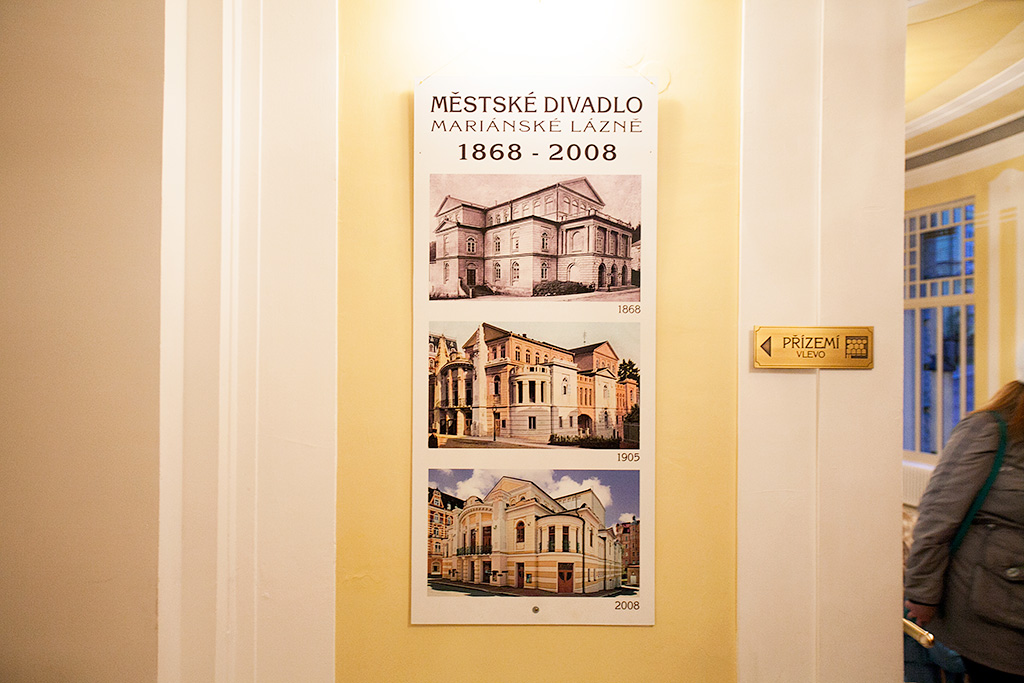 MĚSTSKÉ DIVADLO
MARIÁNSKÉ LÁZNĚ
1868 - 2008
1868
1905
2008
PŘÍZEMÍ
VLEVO